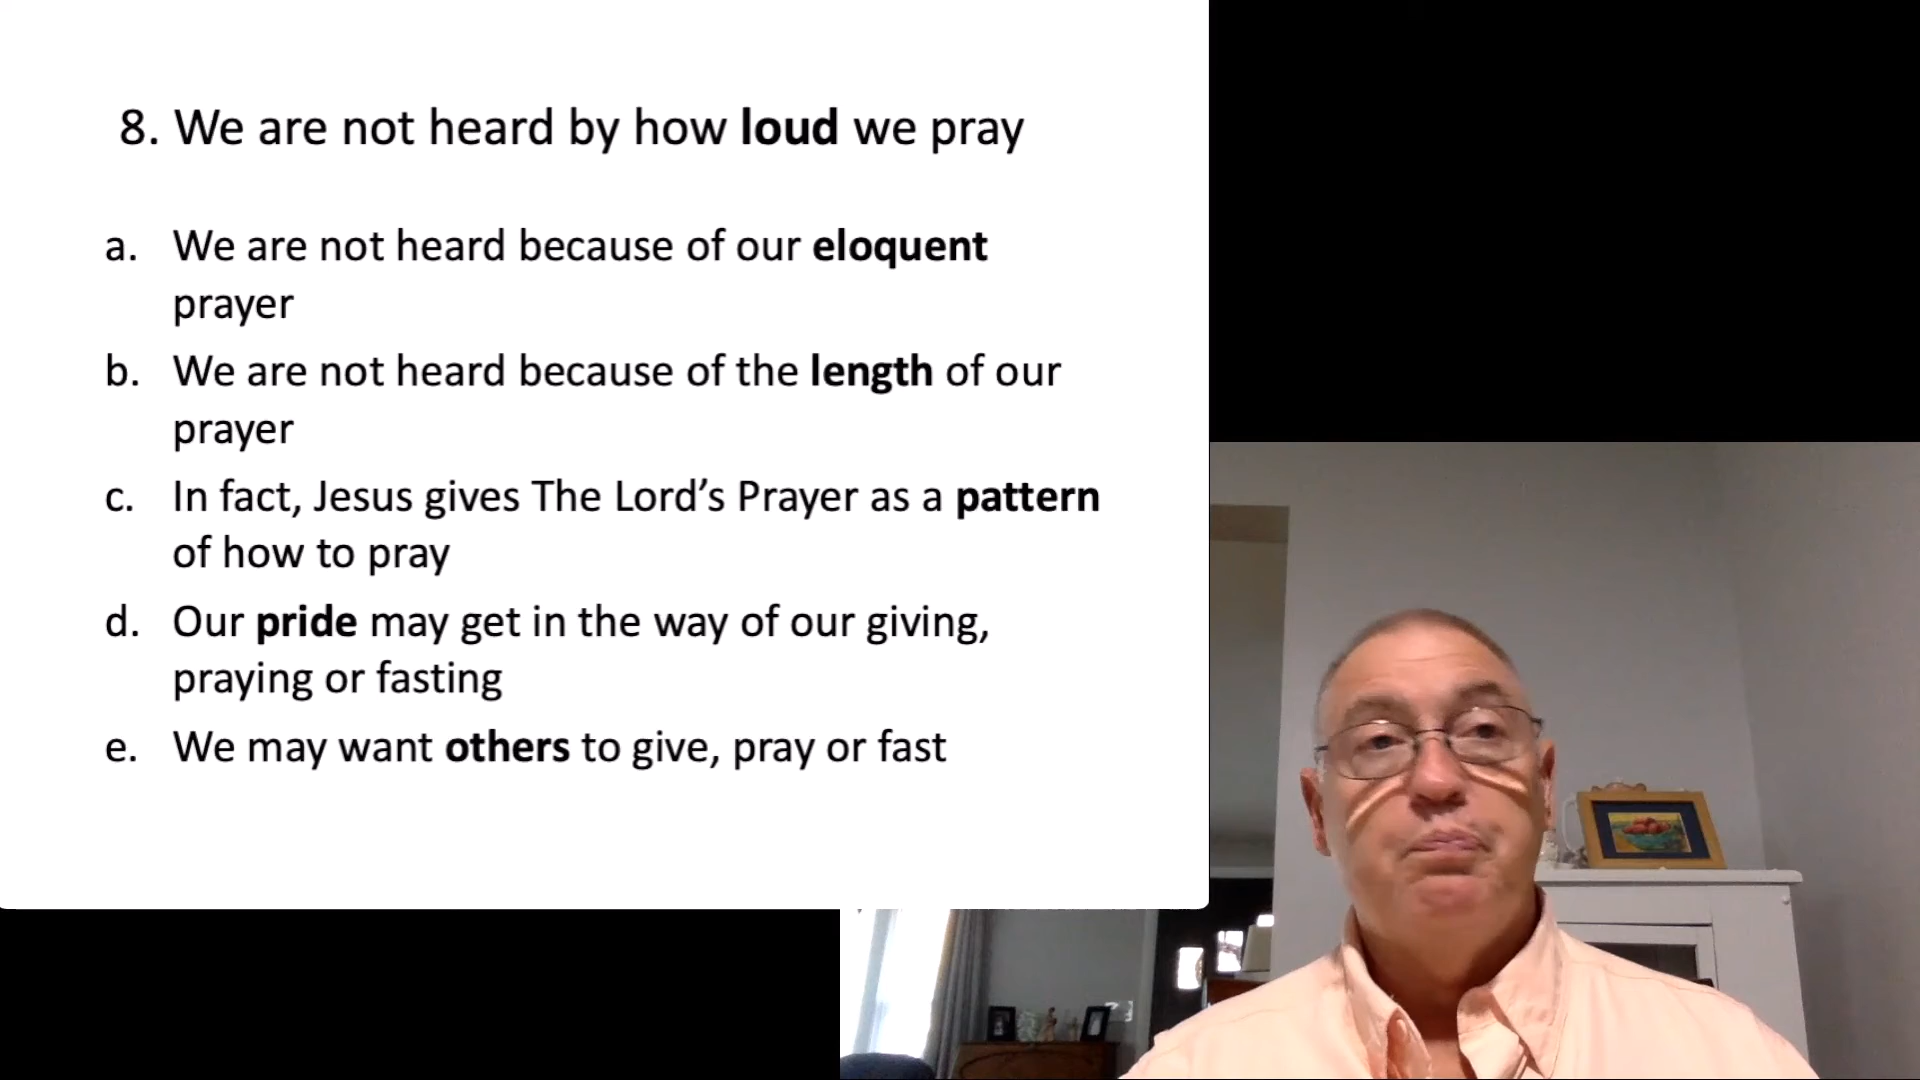 8. We are not heard by how loud we pray
a. We are not heard because of our eloquent
prayer
b. We are not heard because of the length of our
prayer
c. In fact, Jesus gives The Lord’s Prayer as a pattern
of how to pray
d. Our pride may get in the way of our giving,
praying or fasting
e. We may want others to give, pray or fast